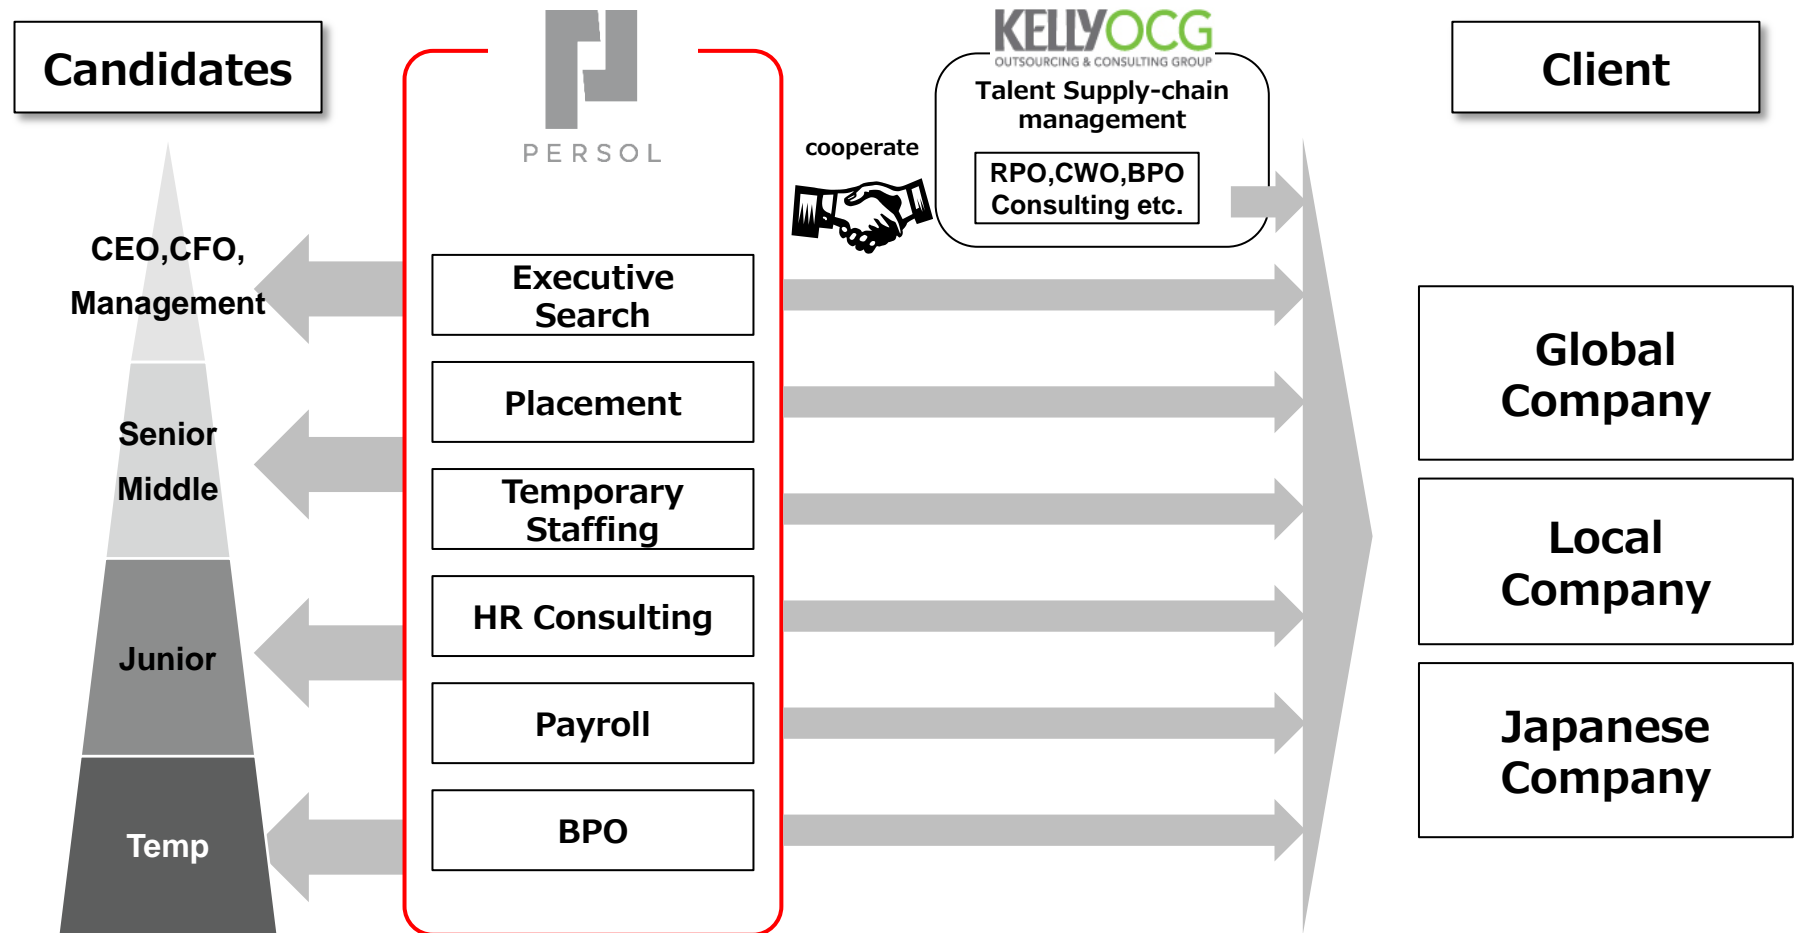 Candidates
CEO,CFO,
Management
Senior
Middle
Junior
Temp
PERSOL
Executive
Search
Placement
Temporary
Staffing
HR Consulting
Payroll
BPO
cooperate
KELLYOCG
OUTSOURCING & CONSULTING GROUP
Talent Supply-chain
management
RPO,CWO,BPO
Consulting etc.
Client
Global
Company
Local
Company
Japanese
Company